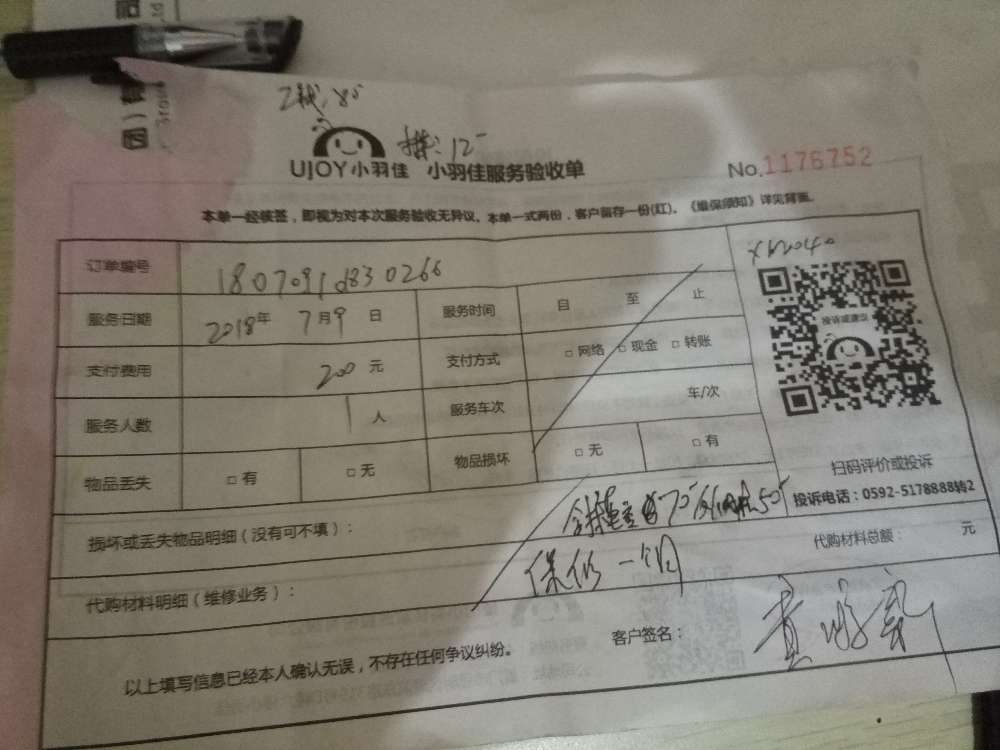 UJOY小羽佳 小羽佳服务验收单
No.1176752
本单一经核签，即视为对本次服务验收无异议。本单一式两份，客户留存一份(红)。《维保须知》详见背面。
订单编号
服务日期 2018年 7月9日 服务时间 自 至 止
支付费用 200 元 支付方式 □ 网络 □ 现金 □ 转账
服务人数 1 人 服务车次 车/次
物品丢失 □ 有 □ 无 物品损坏 □ 无 □ 有
投诉或建议
扫码评价或投诉
投诉电话：0592-5178888转2
损坏或丢失物品明细（没有可不填）：
代购材料明细（维修业务）：
保修一个月
代购材料总额： 元
以上填写信息已经本人确认无误，不存在任何争议纠纷。 客户签名：